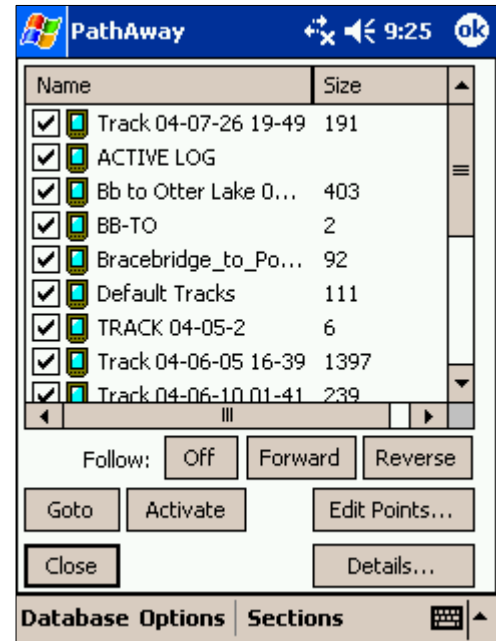 PathAway 9:25 ok
Name Size
Track 04-07-26 19-49 191
ACTIVE LOG
Bb to Otter Lake 0... 403
BB-TO 2
Bracebridge_to_Po... 92
Default Tracks 111
TRACK 04-05-2 6
Track 04-06-05 16-39 1397
Track 04-06-10 01-41 239
Follow: Off Forward Reverse
Goto Activate Edit Points...
Close Details...
Database Options Sections